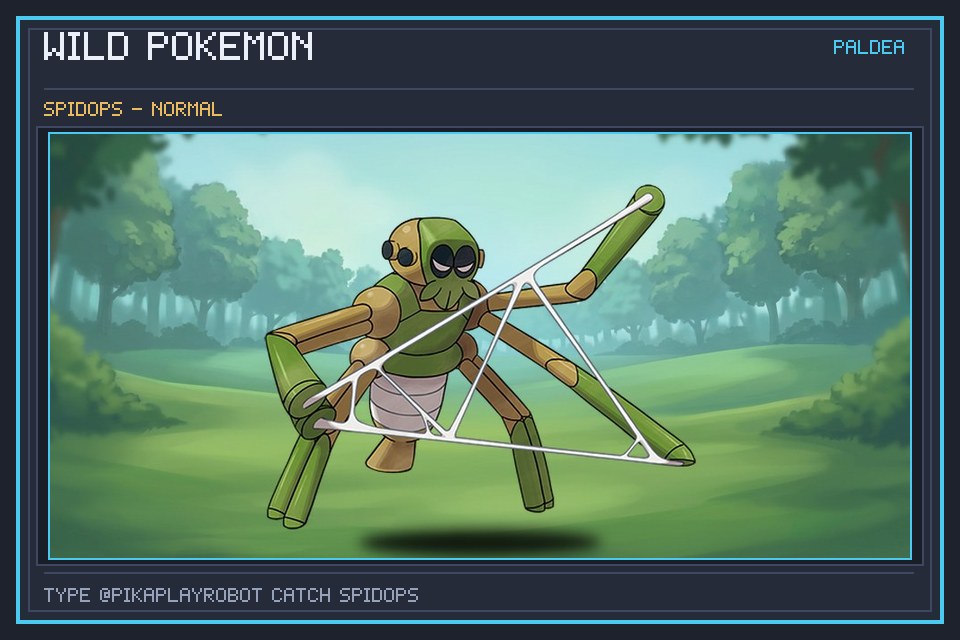 WILD POKEMON
PALDEA
SPIDOPS - NORMAL
TYPE @PIKAPLAYROBOT CATCH SPIDOPS